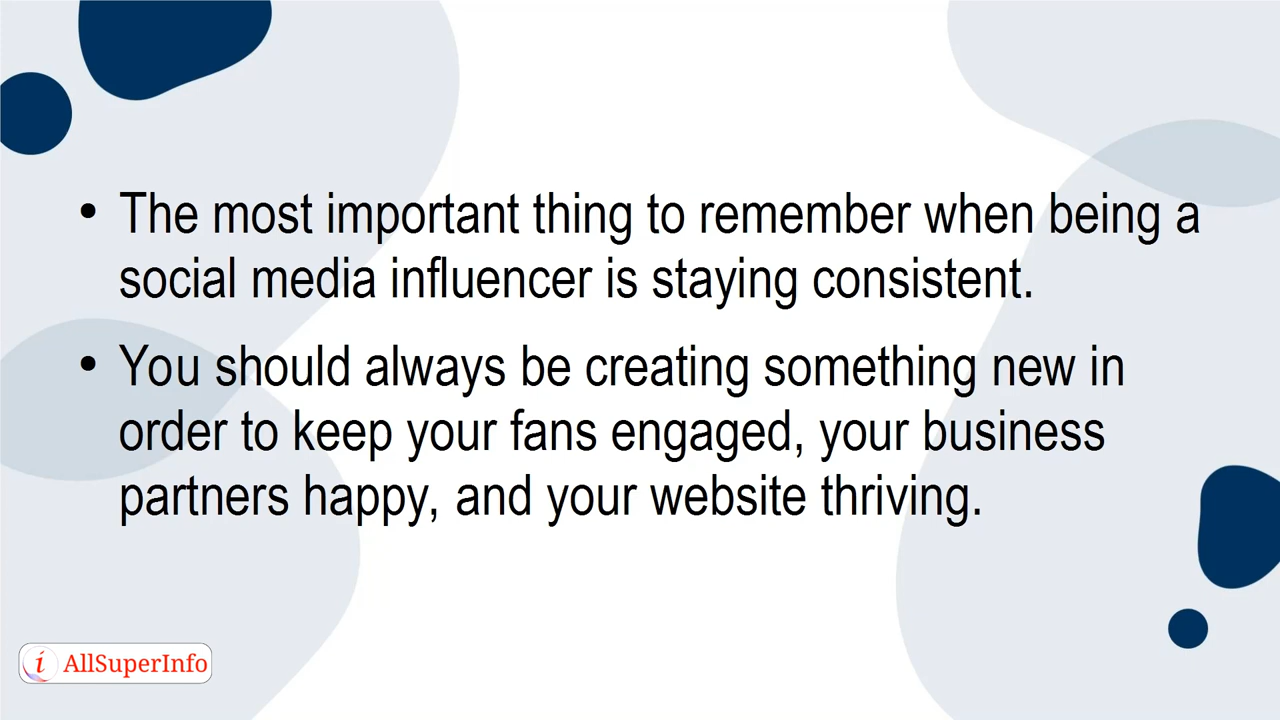 • The most important thing to remember when being a
social media influencer is staying consistent.
• You should always be creating something new in
order to keep your fans engaged, your business
partners happy, and your website thriving.
i AllSuperInfo